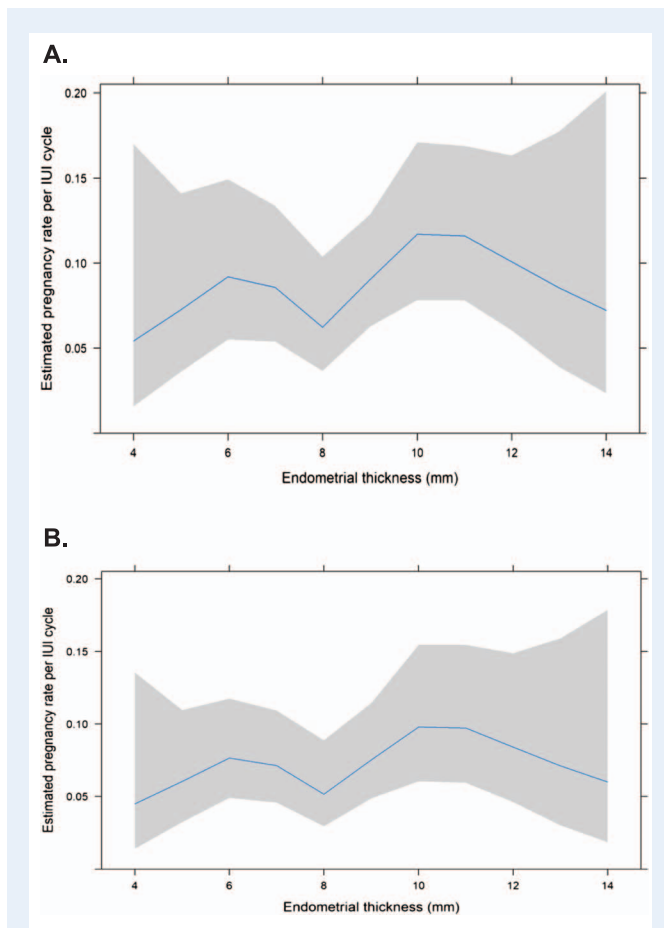 A.
Estimated pregnancy rate per IUI cycle
0.20
0.15
0.10
0.05
4 6 8 10 12 14
Endometrial thickness (mm)
B.
Estimated pregnancy rate per IUI cycle
0.20
0.15
0.10
0.05
4 6 8 10 12 14
Endometrial thickness (mm)